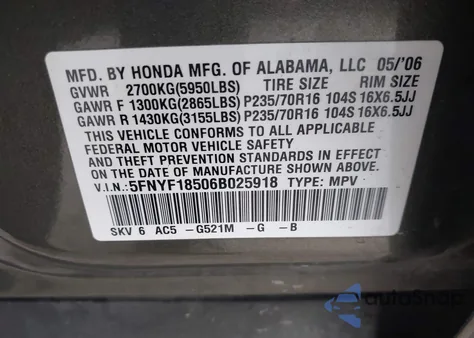 MFD. BY HONDA MFG. OF ALABAMA, LLC 05/'06
GVWR 2700KG(5950LBS) TIRE SIZE RIM SIZE
GAWR F 1300KG(2865LBS) P235/70R16 104S 16X6.5JJ
GAWR R 1430KG(3155LBS) P235/70R16 104S 16X6.5JJ
THIS VEHICLE CONFORMS TO ALL APPLICABLE
FEDERAL MOTOR VEHICLE SAFETY
STANDARDS IN EFFECT
ON THE DATE OF MANUFACTURE SHOWN ABOVE.
V.I.N.: 5FNYF18506B025918 TYPE: MPV
SKV 6 AC5 -G521M -G -B
autoSnap